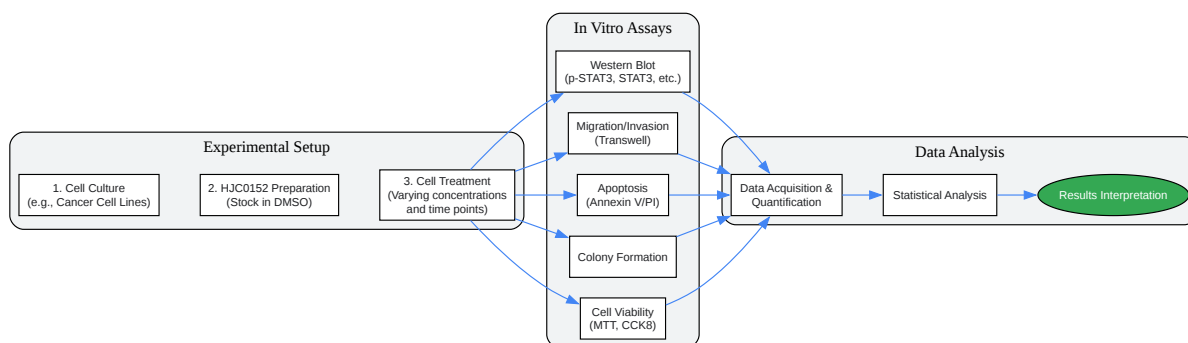 Experimental Setup
1. Cell Culture
(e.g., Cancer Cell Lines)
2. HJC0152 Preparation
(Stock in DMSO)
3. Cell Treatment
(Varying concentrations
and time points)
In Vitro Assays
Western Blot
(p-STAT3, STAT3, etc.)
Migration/Invasion
(Transwell)
Apoptosis
(Annexin V/PI)
Colony Formation
Cell Viability
(MTT, CCK8)
Data Analysis
Data Acquisition &
Quantification
Statistical Analysis
Results Interpretation